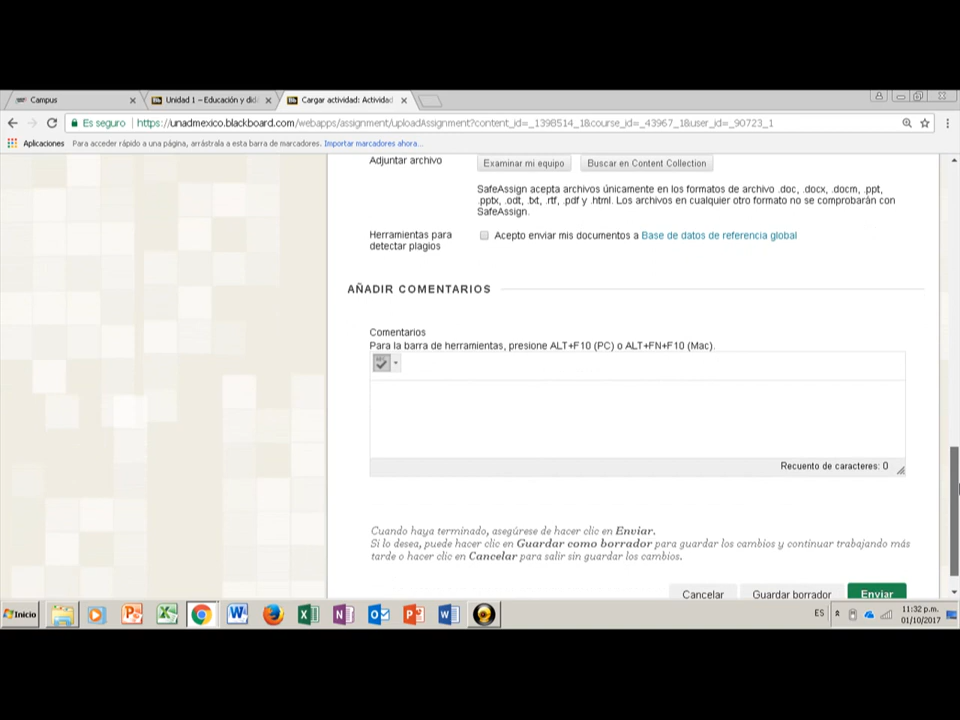 Campus
Unidad 1 – Educación y did
Cargar actividad: Actividad
Es seguro
https://unadmexico.blackboard.com/webapps/assignment/uploadAssignment?content_id=_1398514_1&course_id=_43967_1&user_id=_90723_1
Aplicaciones
Para acceder rápido a una página, arrástrala a esta barra de marcadores. Importar marcadores ahora...
Adjuntar archivo
Examinar mi equipo
Buscar en Content Collection
SafeAssign acepta archivos únicamente en los formatos de archivo .doc, .docx, .docm, .ppt,
.pptx, .odt, .txt, .rtf, .pdf y .html. Los archivos en cualquier otro formato no se comprobarán con
SafeAssign.
Herramientas para
detectar plagios
Acepto enviar mis documentos a Base de datos de referencia global
AÑADIR COMENTARIOS
Comentarios
Para la barra de herramientas, presione ALT+F10 (PC) o ALT+FN+F10 (Mac).
Recuento de caracteres: 0
Cuando haya terminado, asegúrese de hacer clic en Enviar.
Si lo desea, puede hacer clic en Guardar como borrador para guardar los cambios y continuar trabajando más
tarde o hacer clic en Cancelar para salir sin guardar los cambios.
Cancelar
Guardar borrador
Enviar
Inicio
ES
11:32 p.m.
01/10/2017